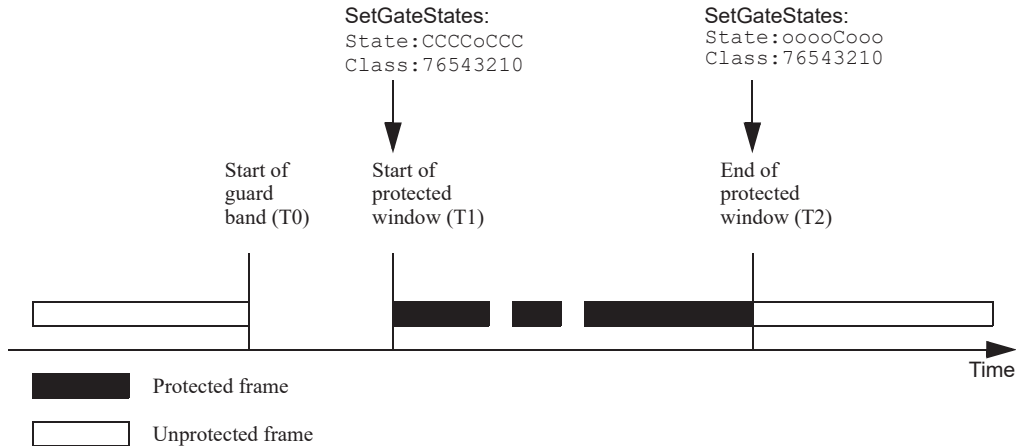 SetGateStates:
State:CCCCoCCC
Class:76543210
SetGateStates:
State:ooooCooo
Class:76543210
Start of
guard
band (T0)
Start of
protected
window (T1)
End of
protected
window (T2)
Time
Protected frame
Unprotected frame